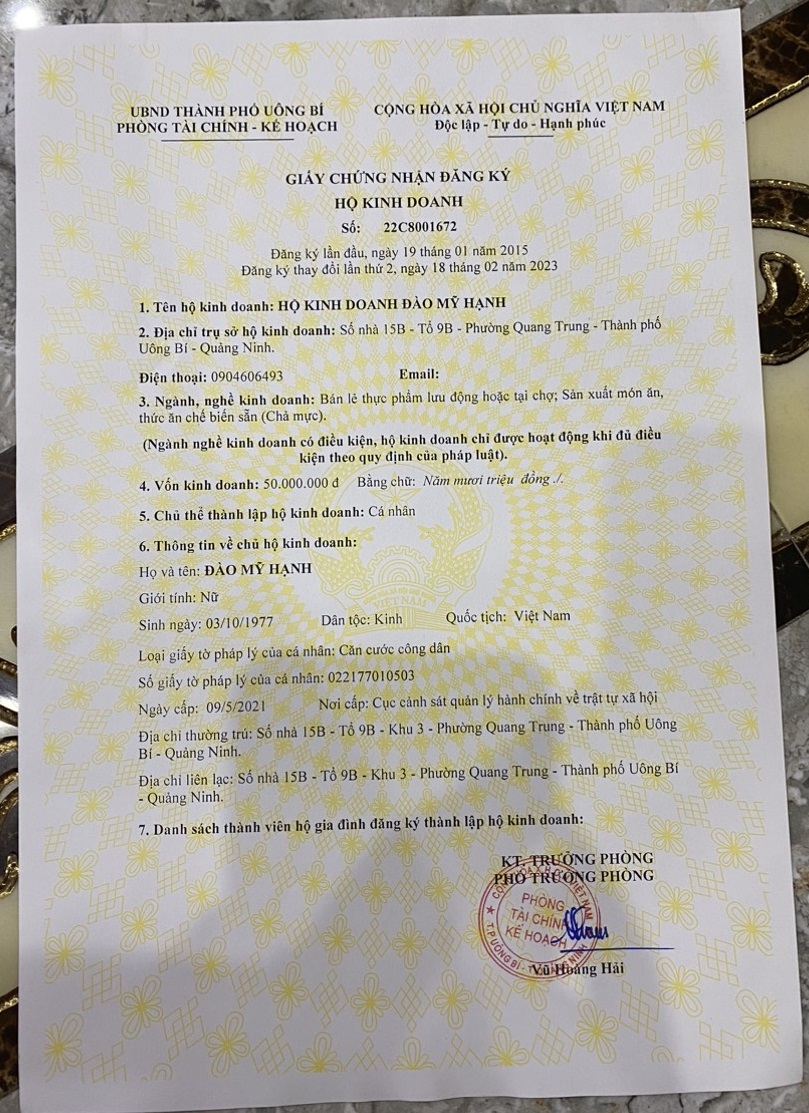 UBND THÀNH PHỐ UÔNG BÍ
PHÒNG TÀI CHÍNH - KẾ HOẠCH
CỘNG HÒA XÃ HỘI CHỦ NGHĨA VIỆT NAM
Độc lập - Tự do - Hạnh phúc
GIẤY CHỨNG NHẬN ĐĂNG KÝ
HỘ KINH DOANH
Số: 22C8001672
Đăng ký lần đầu, ngày 19 tháng 01 năm 2015
Đăng ký thay đổi lần thứ 2, ngày 18 tháng 02 năm 2023
1. Tên hộ kinh doanh: HỘ KINH DOANH ĐÀO MỸ HẠNH
2. Địa chỉ trụ sở hộ kinh doanh: Số nhà 15B - Tổ 9B - Phường Quang Trung - Thành phố
Uông Bí - Quảng Ninh.
Điện thoại: 0904606493 Email:
3. Ngành, nghề kinh doanh: Bán lẻ thực phẩm lưu động hoặc tại chợ; Sản xuất món ăn,
thức ăn chế biến sẵn (Chả mực).
(Ngành nghề kinh doanh có điều kiện, hộ kinh doanh chỉ được hoạt động khi đủ điều
kiện theo quy định của pháp luật).
4. Vốn kinh doanh: 50.000.000 đ Bằng chữ: Năm mươi triệu đồng ./.
5. Chủ thể thành lập hộ kinh doanh: Cá nhân
6. Thông tin về chủ hộ kinh doanh:
Họ và tên: ĐÀO MỸ HẠNH
Giới tính: Nữ
Sinh ngày: 03/10/1977 Dân tộc: Kinh Quốc tịch: Việt Nam
Loại giấy tờ pháp lý của cá nhân: Căn cước công dân
Số giấy tờ pháp lý của cá nhân: 022177010503
Ngày cấp: 09/5/2021 Nơi cấp: Cục cảnh sát quản lý hành chính về trật tự xã hội
Địa chỉ thường trú: Số nhà 15B - Tổ 9B - Khu 3 - Phường Quang Trung - Thành phố Uông
Bí - Quảng Ninh.
Địa chỉ liên lạc: Số nhà 15B - Tổ 9B - Khu 3 - Phường Quang Trung - Thành phố Uông Bí
- Quảng Ninh.
7. Danh sách thành viên hộ gia đình đăng ký thành lập hộ kinh doanh:
KT. TRƯỞNG PHÒNG
PHÓ TRƯỞNG PHÒNG
PHÒNG
TÀI CHÍNH
KẾ HOẠCH
Vũ Hoàng Hải